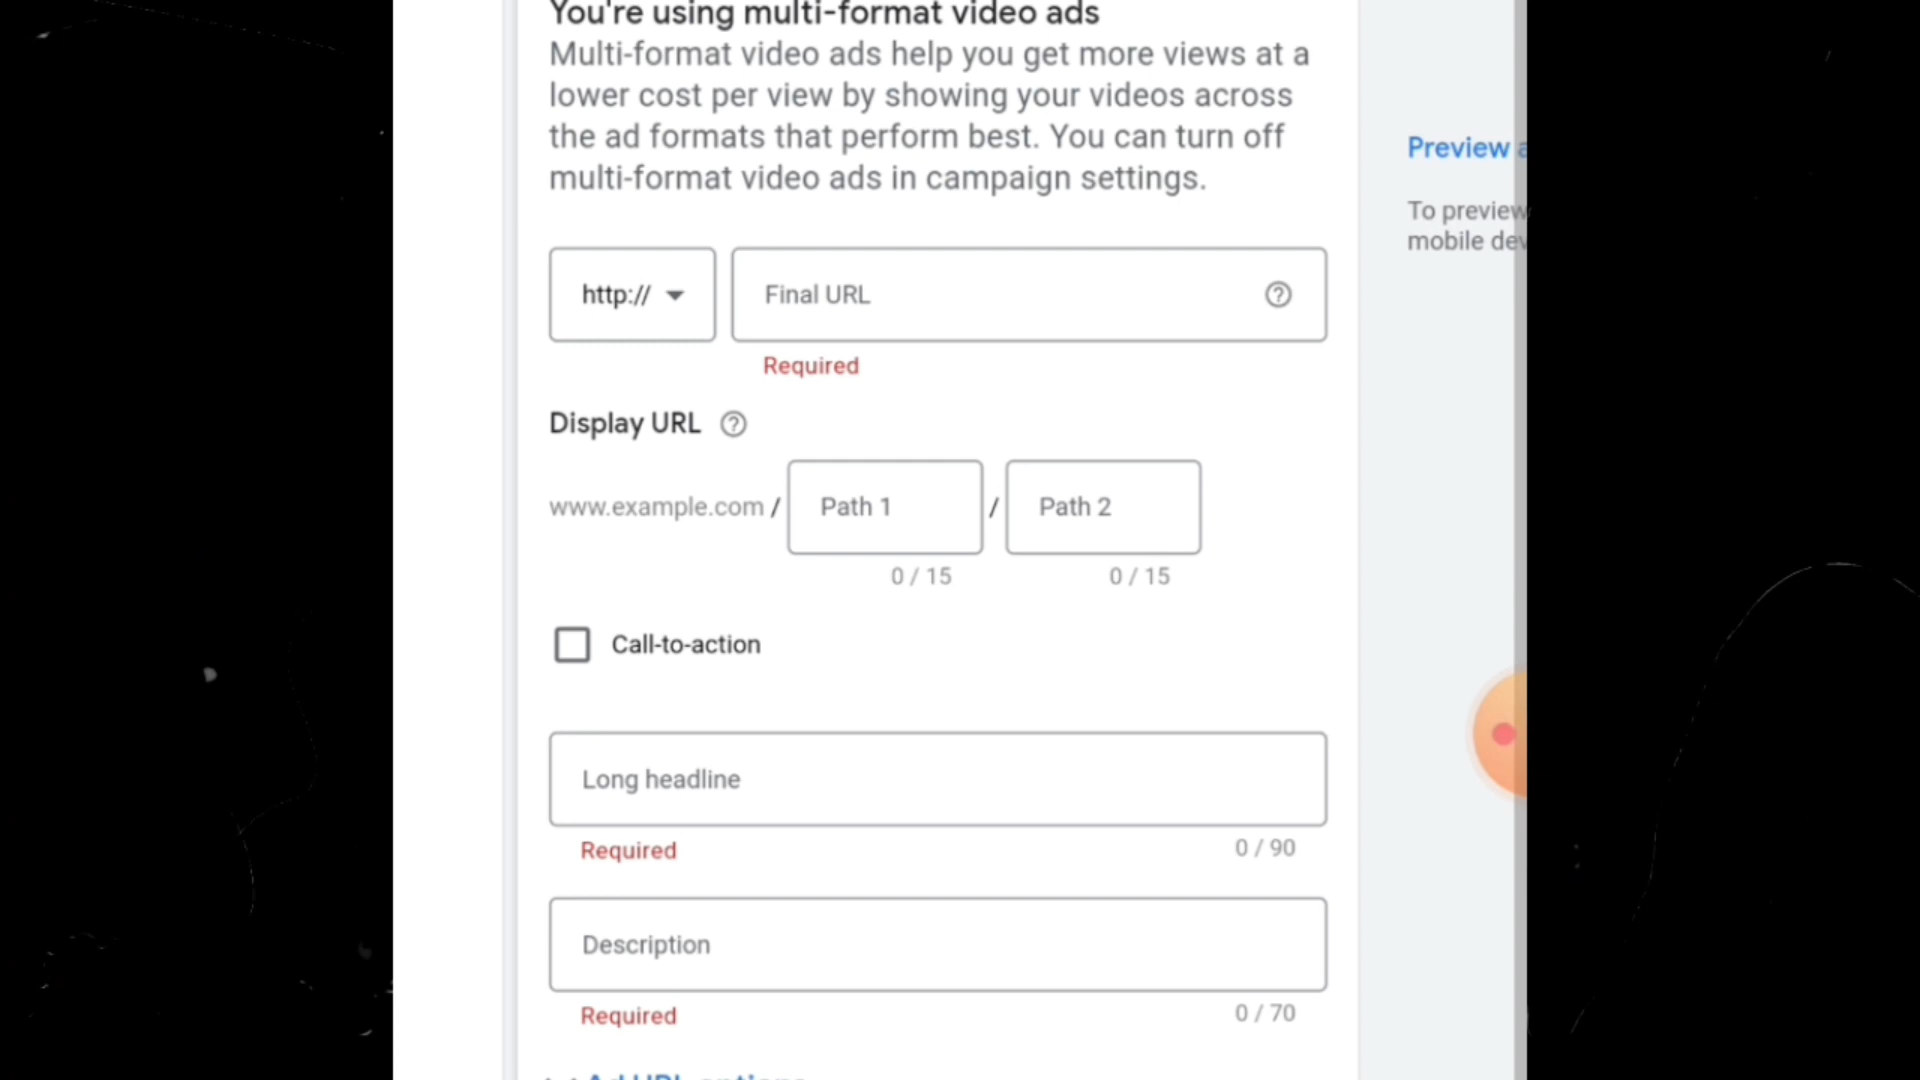 You're using multi-format video ads
Multi-format video ads help you get more views at a
lower cost per view by showing your videos across
the ad formats that perform best. You can turn off
multi-format video ads in campaign settings.
Preview
To preview
mobile dev
http://
Final URL
Required
Display URL
www.example.com / Path 1 / Path 2
0 / 15 0 / 15
Call-to-action
Long headline
Required 0 / 90
Description
Required 0 / 70
Ad URL options